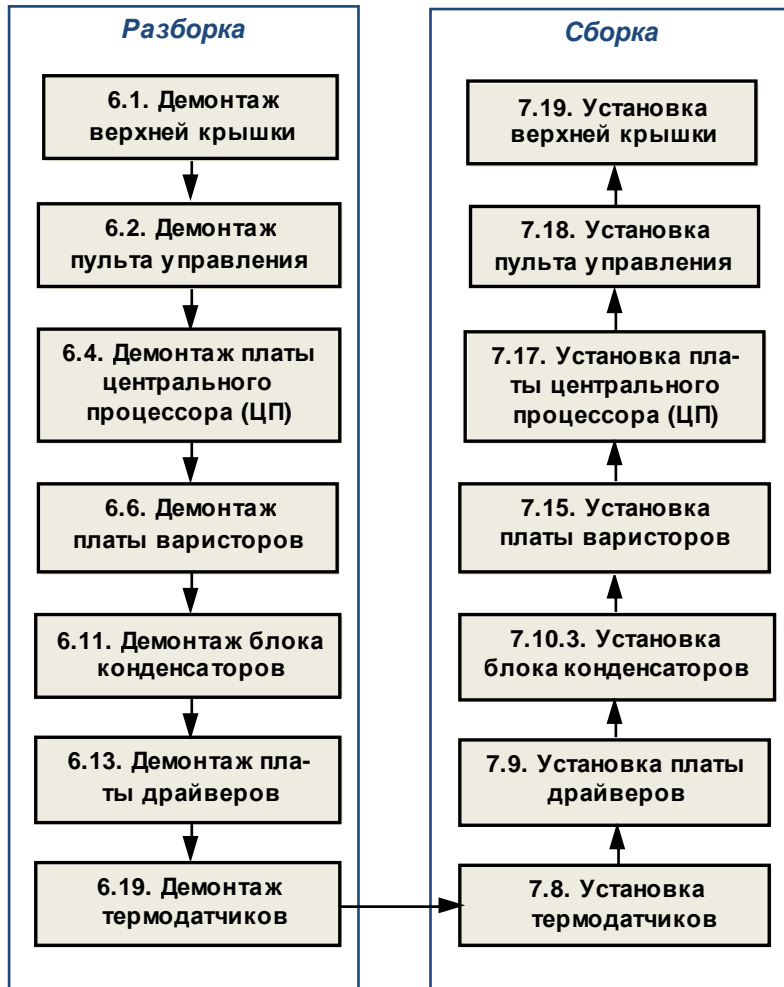 Разборка
6.1. Демонтаж
верхней крышки
6.2. Демонтаж
пульта управления
6.4. Демонтаж платы
центрального
процессора (ЦП)
6.6. Демонтаж
платы варисторов
6.11. Демонтаж блока
конденсаторов
6.13. Демонтаж пла-
ты драйверов
6.19. Демонтаж
термодатчиков
Сборка
7.19. Установка
верхней крышки
7.18. Установка
пульта управления
7.17. Установка пла-
ты центрального
процессора (ЦП)
7.15. Установка
платы варисторов
7.10.3. Установка
блока конденсаторов
7.9. Установка платы
драйверов
7.8. Установка
термодатчиков